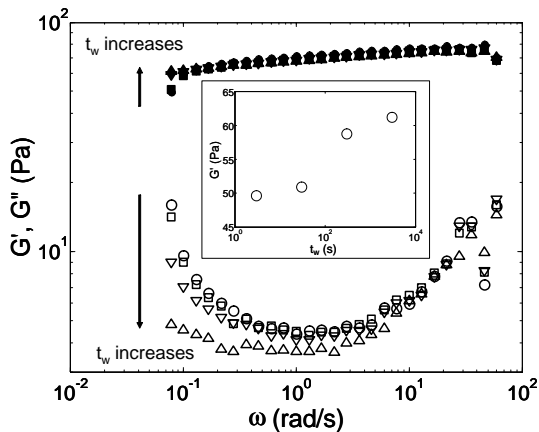 10²
t_w increases
65
60
55
50
45
G' (Pa)
10⁰
10²
10⁴
t_w (s)
G', G'' (Pa)
10¹
t_w increases
10⁻²
10⁻¹
10⁰
10¹
10²
ω (rad/s)